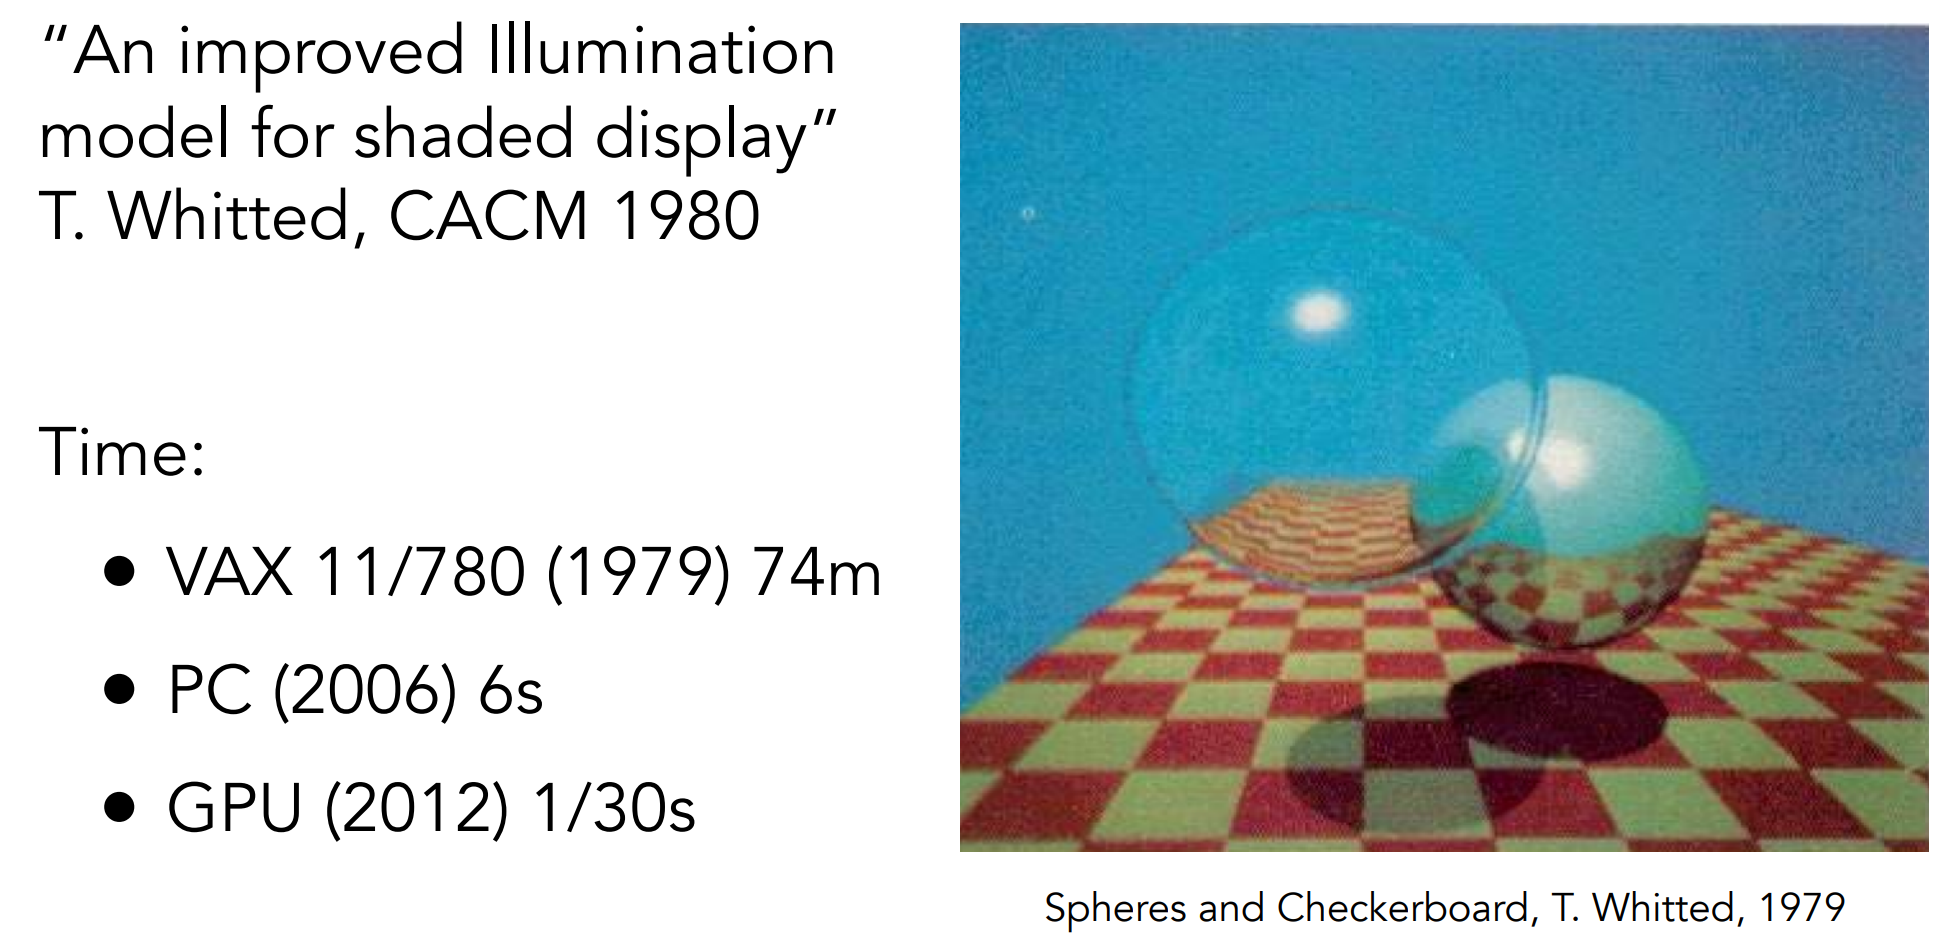 “An improved Illumination
model for shaded display”
T. Whitted, CACM 1980
Time:
● VAX 11/780 (1979) 74m
● PC (2006) 6s
● GPU (2012) 1/30s
Spheres and Checkerboard, T. Whitted, 1979